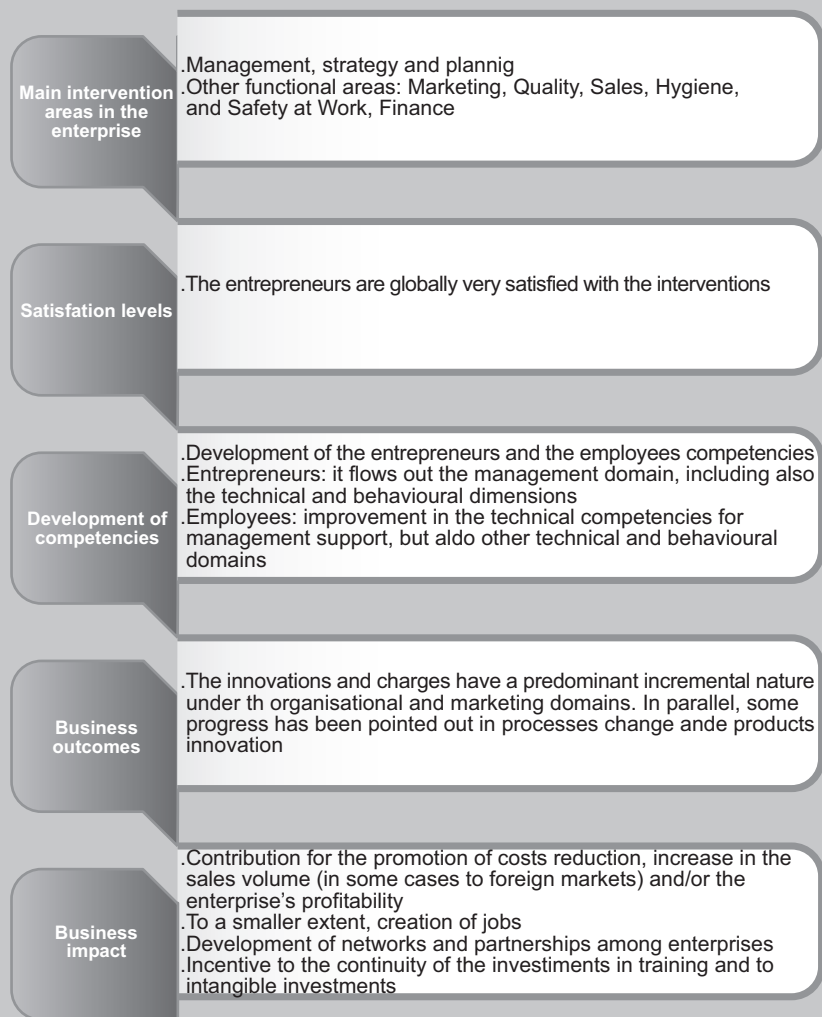 Main intervention
areas in the
enterprise
.Management, strategy and plannig
.Other functional areas: Marketing, Quality, Sales, Hygiene,
and Safety at Work, Finance
Satisfation levels
.The entrepreneurs are globally very satisfied with the interventions
Development of
competencies
.Development of the entrepreneurs and the employees competencies
.Entrepreneurs: it flows out the management domain, including also
the technical and behavioural dimensions
.Employees: improvement in the technical competencies for
management support, but aldo other technical and behavioural
domains
Business
outcomes
.The innovations and charges have a predominant incremental nature
under th organisational and marketing domains. In parallel, some
progress has been pointed out in processes change ande products
innovation
Business
impact
.Contribution for the promotion of costs reduction, increase in the
sales volume (in some cases to foreign markets) and/or the
enterprise's profitability
.To a smaller extent, creation of jobs
.Development of networks and partnerships among enterprises
.Incentive to the continuity of the investiments in training and to
intangible investments